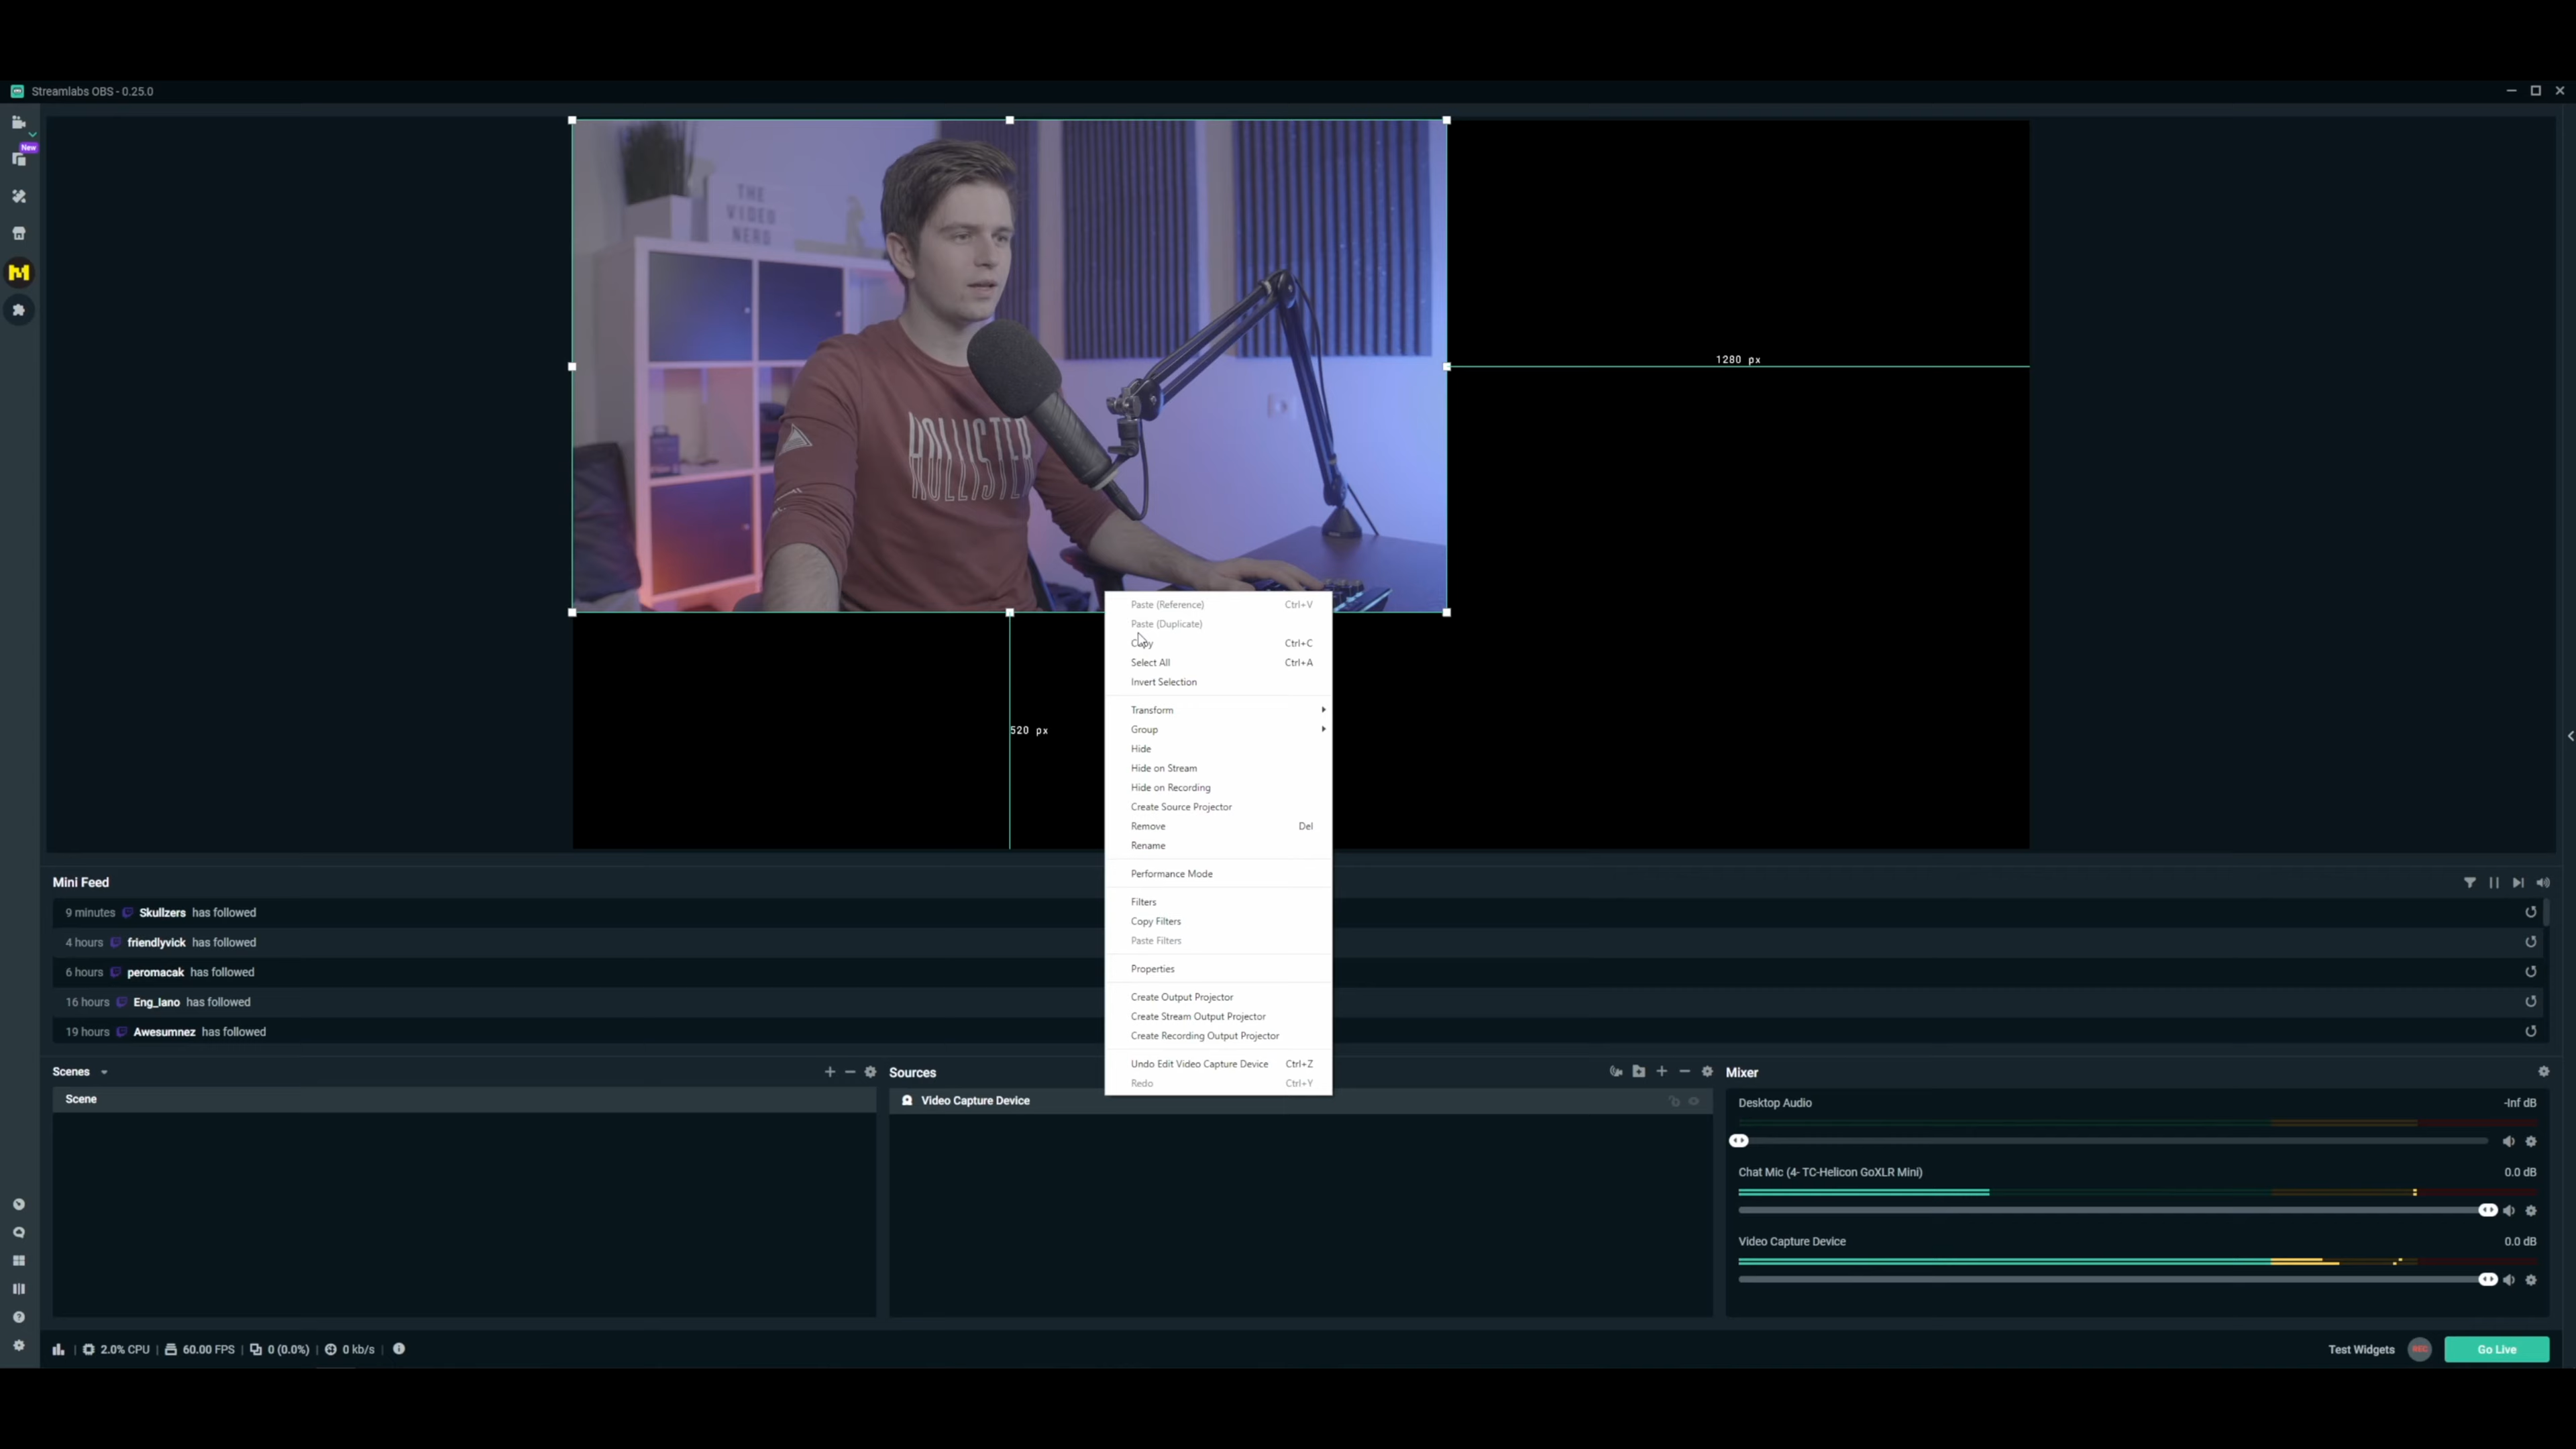 Streamlabs OBS - 0.25.0
New
THE
VIDEO
NERD
HOLLISTER
1280 px
520 px
Paste (Reference) Ctrl+V
Paste (Duplicate)
Copy Ctrl+C
Select All Ctrl+A
Invert Selection
Transform
Group
Hide
Hide on Stream
Hide on Recording
Create Source Projector
Remove Del
Rename
Performance Mode
Filters
Copy Filters
Paste Filters
Properties
Create Output Projector
Create Stream Output Projector
Create Recording Output Projector
Undo Edit Video Capture Device Ctrl+Z
Redo Ctrl+Y
Mini Feed
9 minutes Skullzers has followed
4 hours friendlyvick has followed
6 hours peromacak has followed
16 hours Eng_Iano has followed
19 hours Awesumnez has followed
Scenes
Scene
Sources
Video Capture Device
Mixer
Desktop Audio -Inf dB
Chat Mic (4- TC-Helicon GoXLR Mini) 0.0 dB
Video Capture Device 0.0 dB
2.0% CPU | 60.00 FPS | 0 (0.0%) | 0 kb/s
Test Widgets REC Go Live